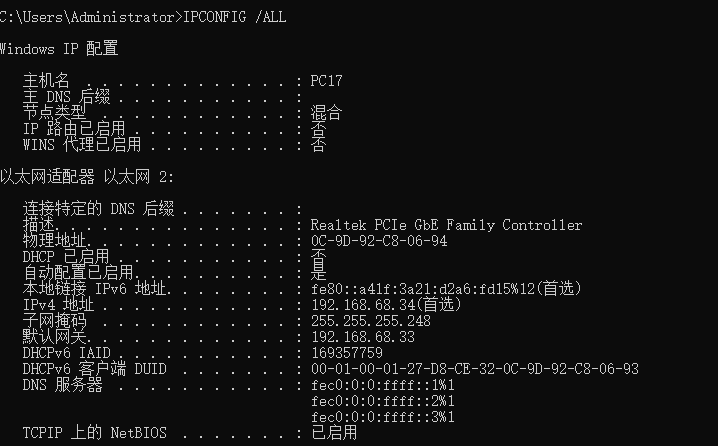 C:\Users\Administrator>IPCONFIG /ALL
Windows IP 配置
主机名 . . . . . . . . . . . . . : PC17
主 DNS 后缀 . . . . . . . . . . . :
节点类型 . . . . . . . . . . . . : 混合
IP 路由已启用 . . . . . . . . . . : 否
WINS 代理已启用 . . . . . . . . . : 否
以太网适配器 以太网 2:
连接特定的 DNS 后缀 . . . . . . . :
描述. . . . . . . . . . . . . . . : Realtek PCIe GbE Family Controller
物理地址. . . . . . . . . . . . . : 0C-9D-92-C8-06-94
DHCP 已启用 . . . . . . . . . . . : 否
自动配置已启用. . . . . . . . . . : 是
本地链接 IPv6 地址. . . . . . . . : fe80::a41f:3a21:d2a6:fd15%12(首选)
IPv4 地址 . . . . . . . . . . . . : 192.168.68.34(首选)
子网掩码 . . . . . . . . . . . . : 255.255.255.248
默认网关. . . . . . . . . . . . . : 192.168.68.33
DHCPv6 IAID . . . . . . . . . . . : 169357759
DHCPv6 客户端 DUID . . . . . . . : 00-01-00-01-27-D8-CE-32-0C-9D-92-C8-06-93
DNS 服务器 . . . . . . . . . . . : fec0:0:0:ffff::1%1
fec0:0:0:ffff::2%1
fec0:0:0:ffff::3%1
TCPIP 上的 NetBIOS . . . . . . . : 已启用